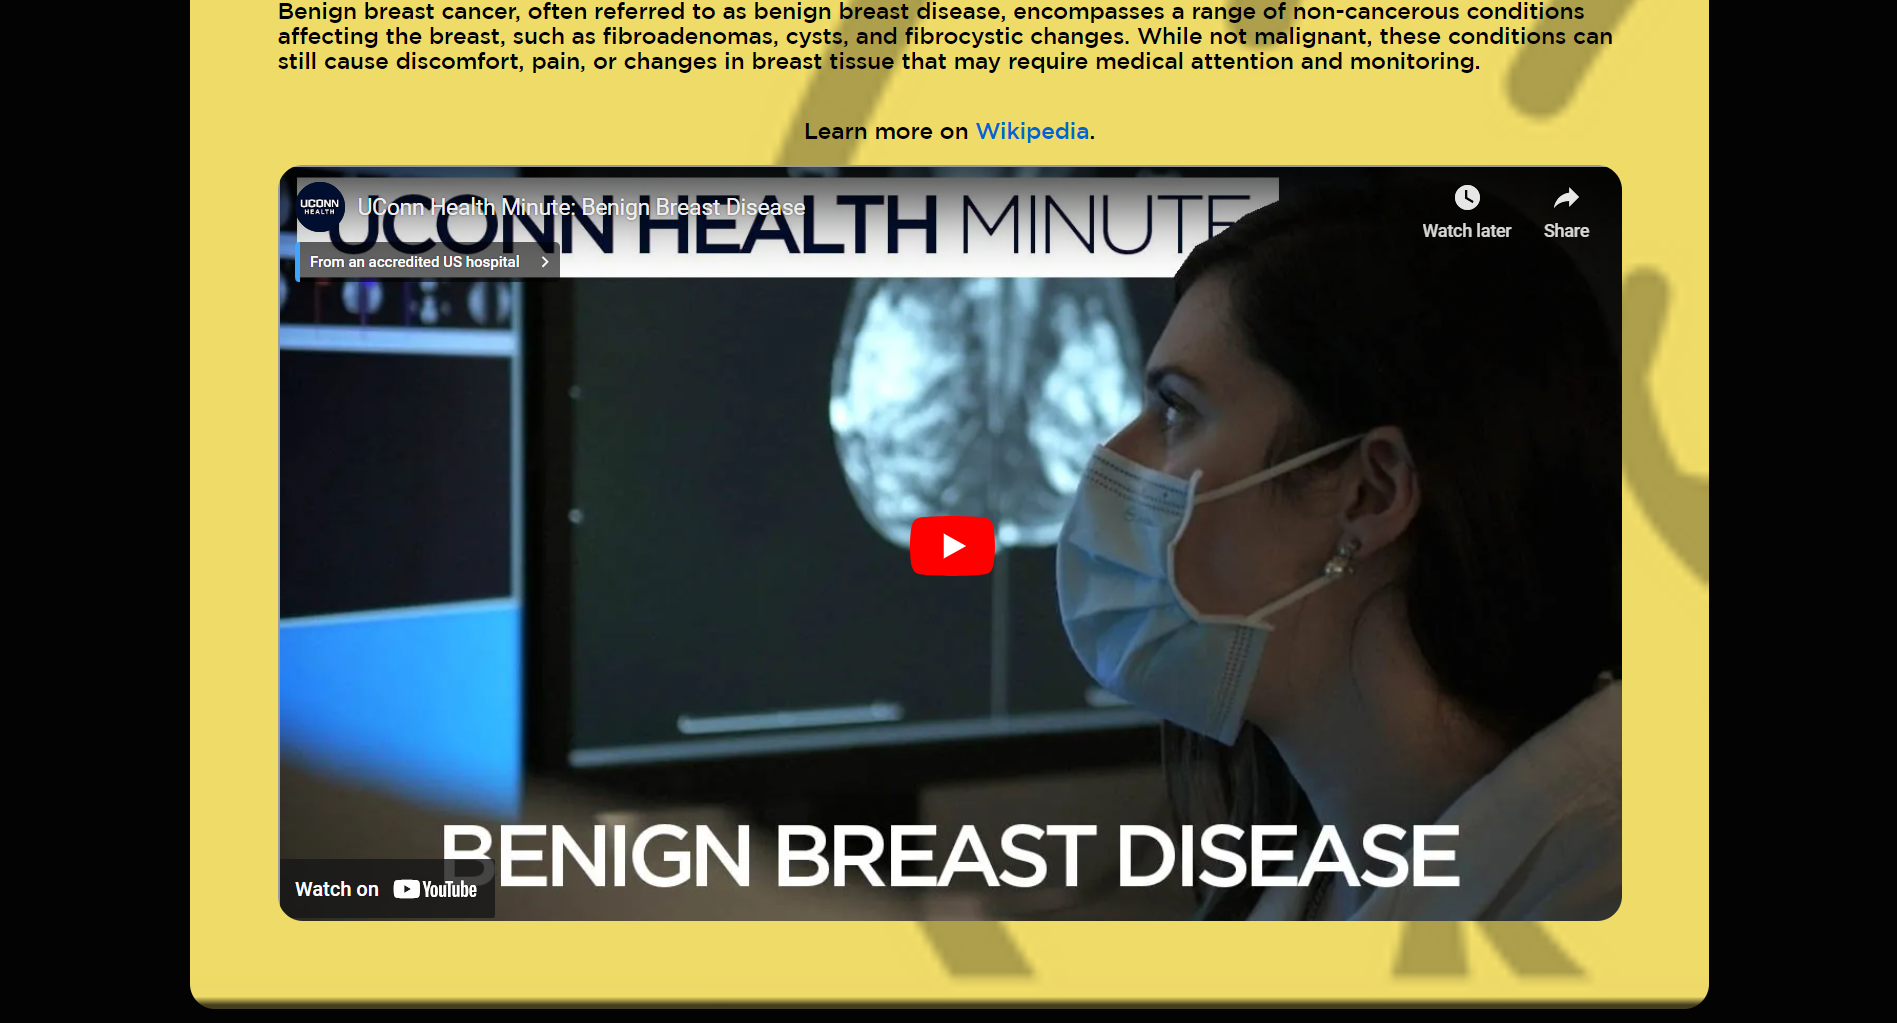 Benign breast cancer, often referred to as benign breast disease, encompasses a range of non-cancerous conditions
affecting the breast, such as fibroadenomas, cysts, and fibrocystic changes. While not malignant, these conditions can
still cause discomfort, pain, or changes in breast tissue that may require medical attention and monitoring.
Learn more on Wikipedia.
UCONN HEALTH MINUTE
UCONN
HEALTH
UConn Health Minute: Benign Breast Disease
From an accredited US hospital
Watch later
Share
BENIGN BREAST DISEASE
Watch on YouTube